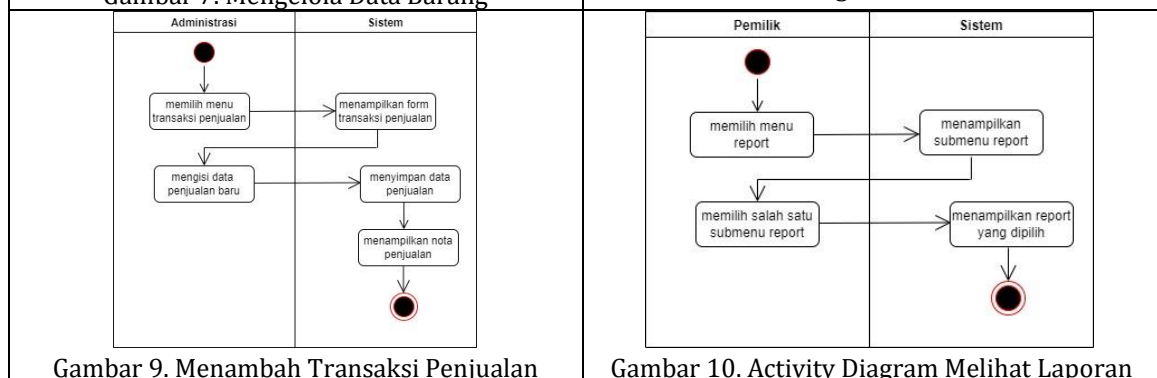 Gambar 7. Mengelola Data Barang
Administrasi
Sistem
memilih menu
transaksi penjualan
menampilkan form
transaksi penjualan
mengisi data
penjualan baru
menyimpan data
penjualan
menampilkan nota
penjualan
Gambar 9. Menambah Transaksi Penjualan
Pemilik
Sistem
memilih menu
report
menampilkan
submenu report
memilih salah satu
submenu report
menampilkan report
yang dipilih
Gambar 10. Activity Diagram Melihat Laporan